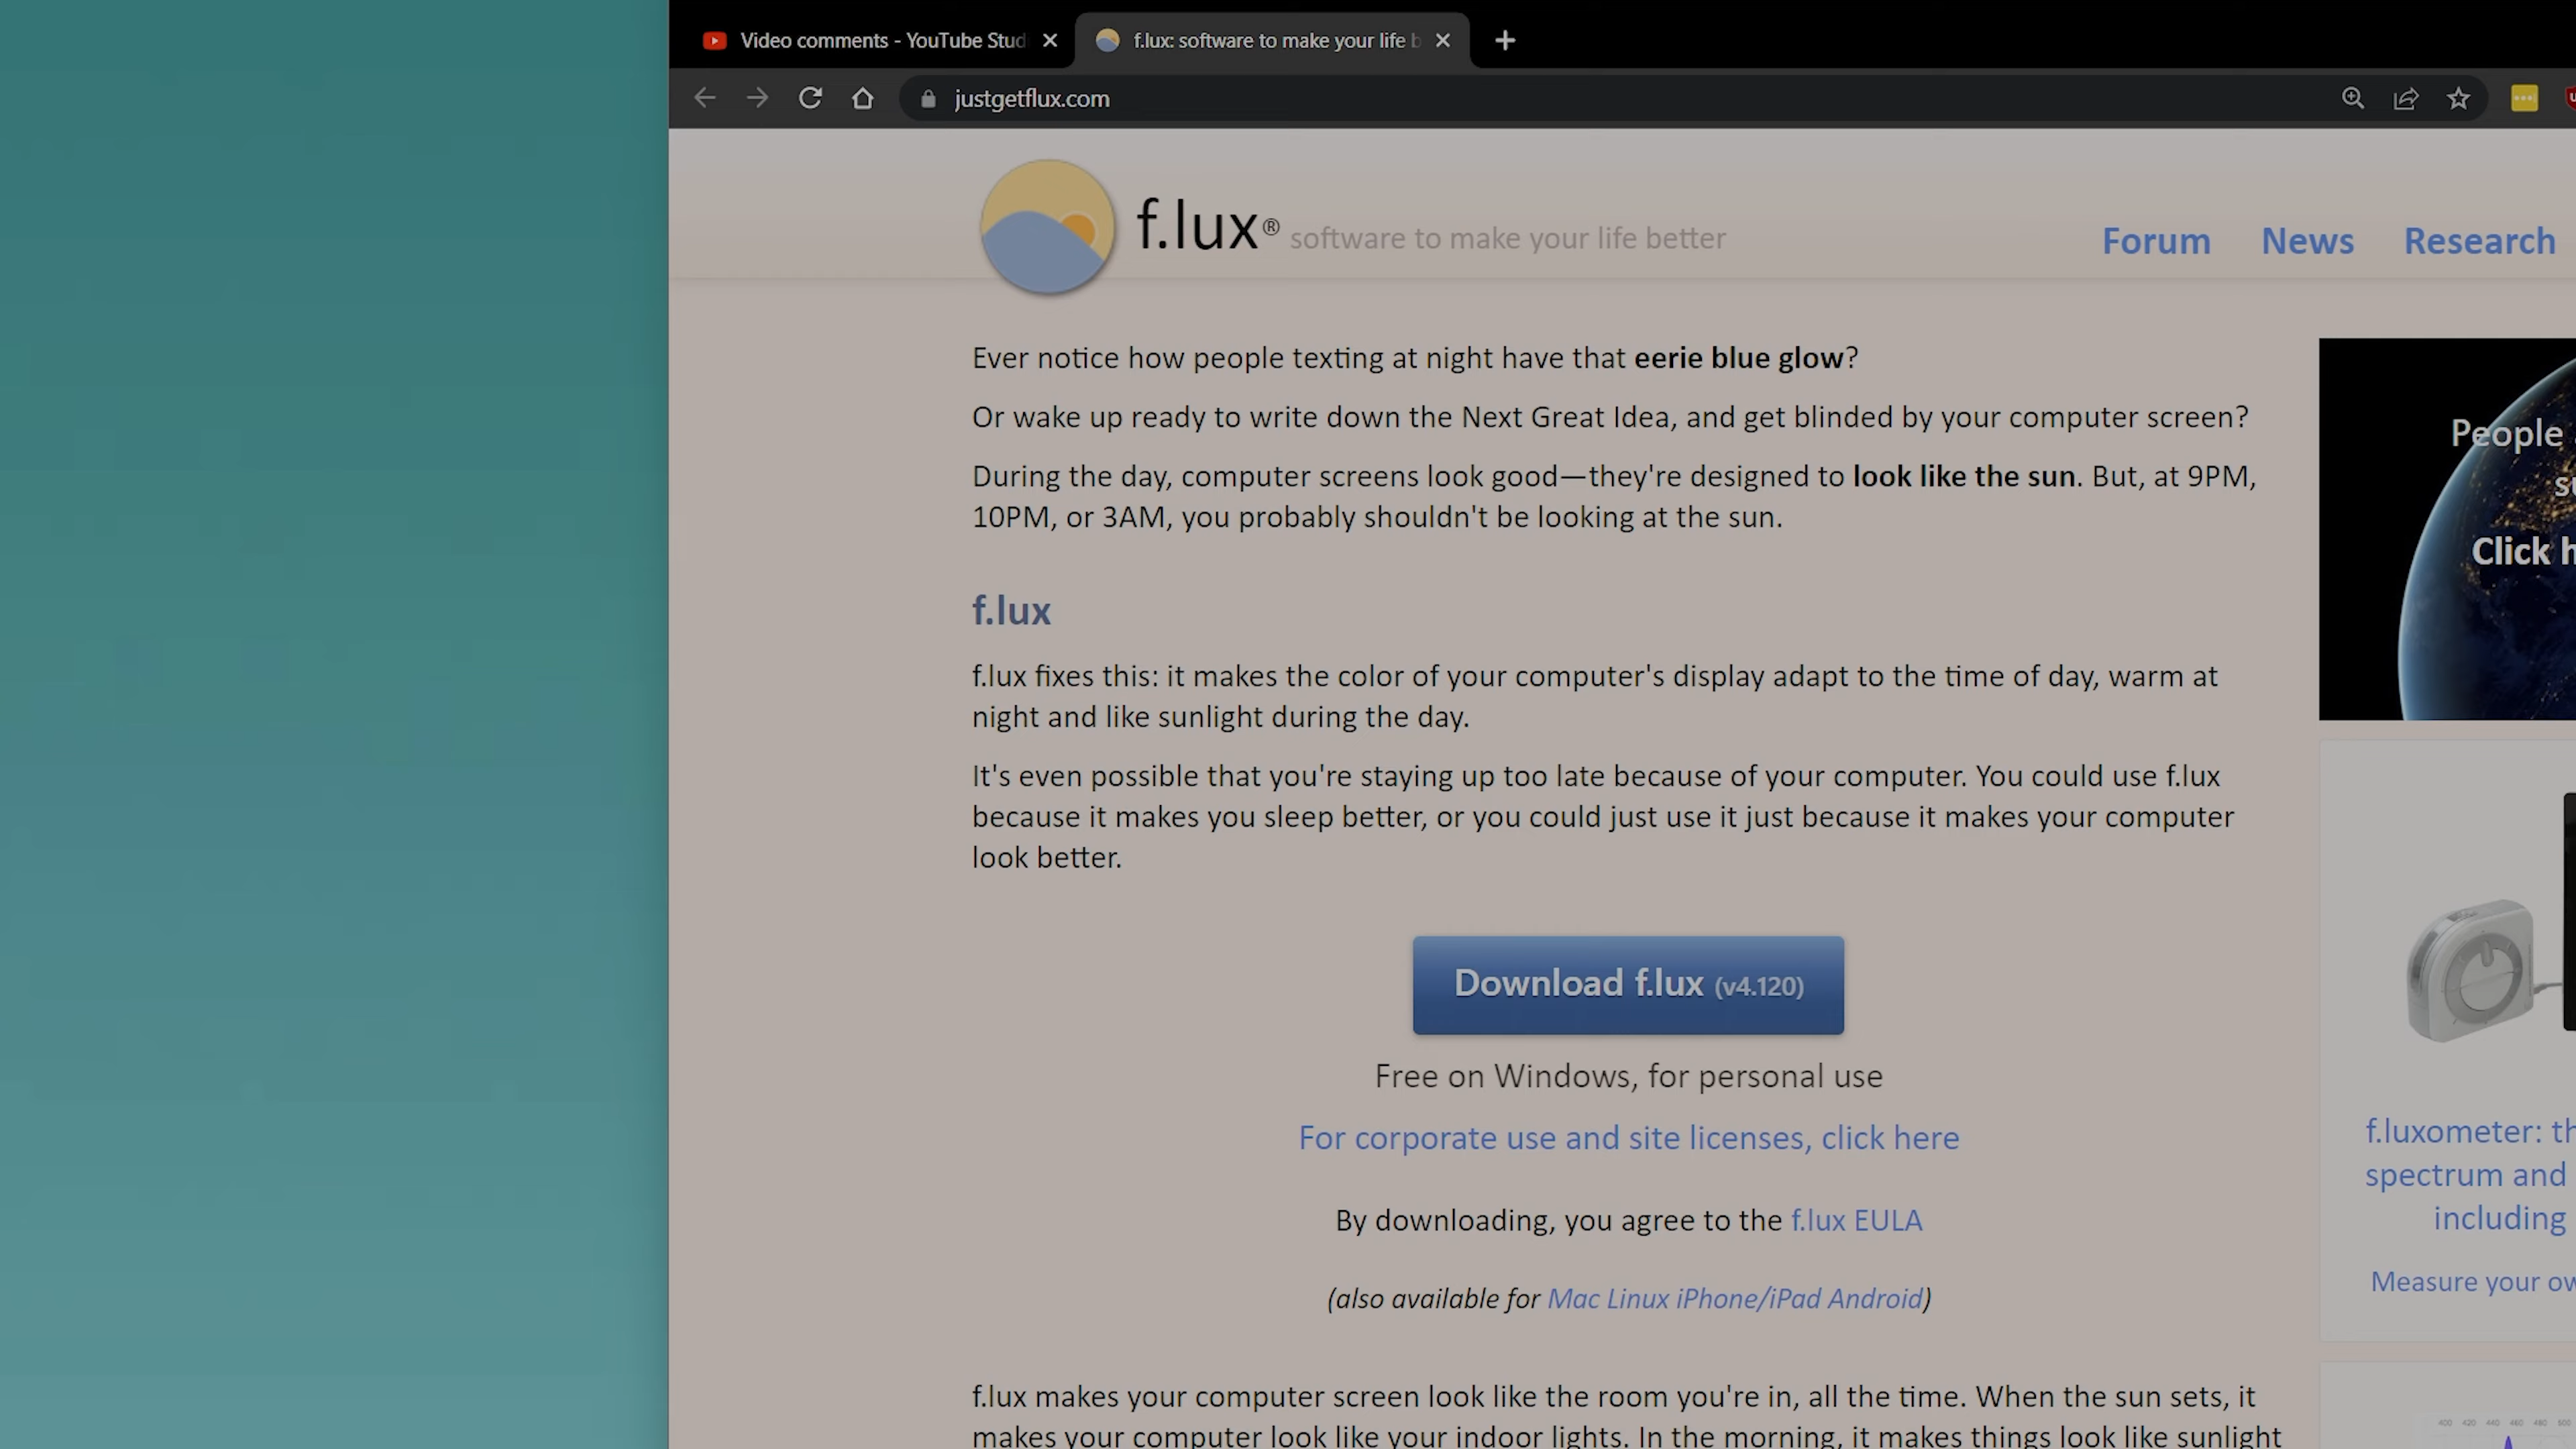 Video comments - YouTube Stud
f.lux: software to make your life b
justgetflux.com
f.lux® software to make your life better
Forum News Research
Ever notice how people texting at night have that eerie blue glow?
Or wake up ready to write down the Next Great Idea, and get blinded by your computer screen?
During the day, computer screens look good—they're designed to look like the sun. But, at 9PM,
10PM, or 3AM, you probably shouldn't be looking at the sun.
f.lux
f.lux fixes this: it makes the color of your computer's display adapt to the time of day, warm at
night and like sunlight during the day.
It's even possible that you're staying up too late because of your computer. You could use f.lux
because it makes you sleep better, or you could just use it just because it makes your computer
look better.
Download f.lux (v4.120)
Free on Windows, for personal use
For corporate use and site licenses, click here
By downloading, you agree to the f.lux EULA
(also available for Mac Linux iPhone/iPad Android)
f.lux makes your computer screen look like the room you're in, all the time. When the sun sets, it
makes your computer look like your indoor lights. In the morning, it makes things look like sunlight
People
su
Click h
f.luxometer: th
spectrum and
including
Measure your ow
400 420 440 460 480 500